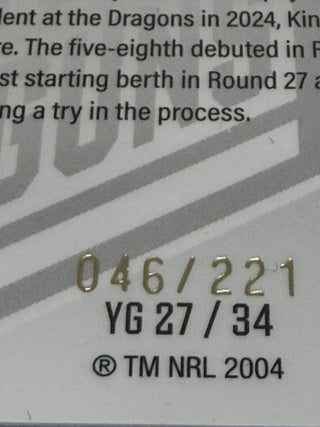 lent at the Dragons in 2024, Kin
re. The five-eighth debuted in
st starting berth in Round 27
ng a try in the process.
046/221
YG 27 / 34
® TM NRL 2004